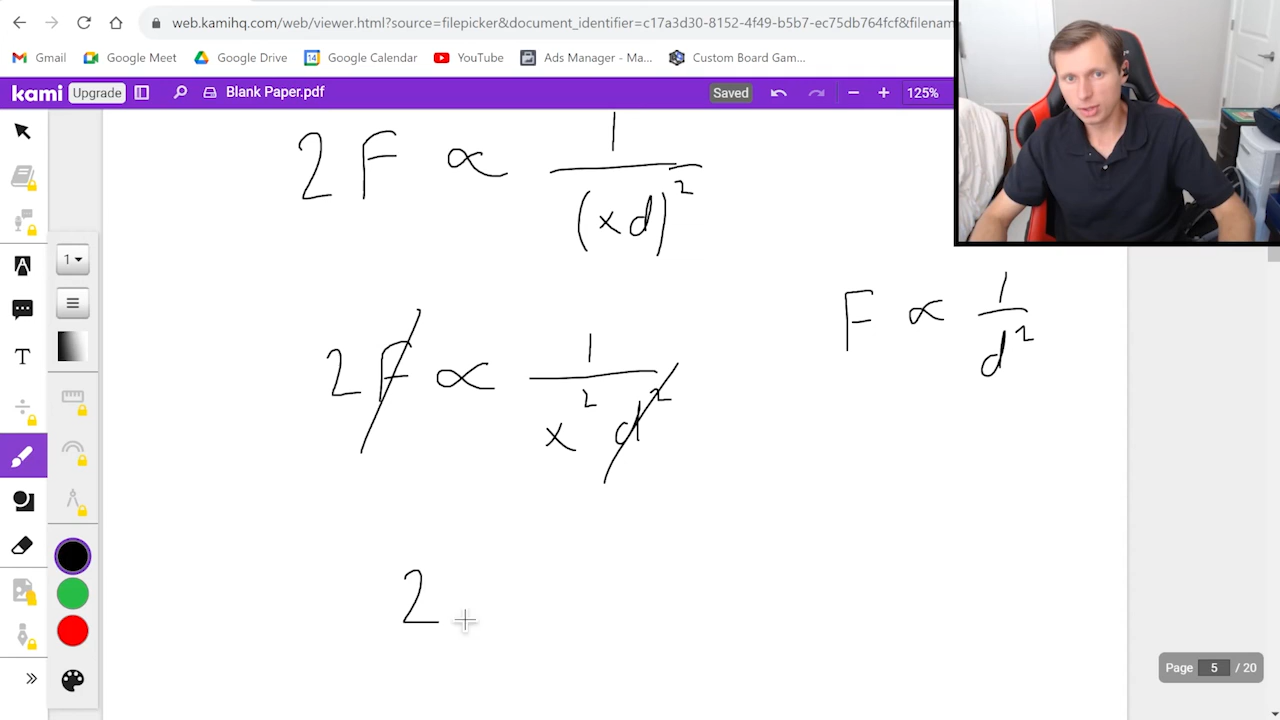 web.kamihq.com/web/viewer.html?source=filepicker&document_identifier=c17a3d30-8152-4f49-b5b7-ec75db764fcf&filenam
Gmail Google Meet Google Drive Google Calendar YouTube Ads Manager - Ma... Custom Board Gam...
kami Upgrade Blank Paper.pdf Saved 125%
2F ∝ 1/(xd)²
F ∝ 1/d²
2F ∝ 1/x²d²
2
1
T
Page 5 / 20